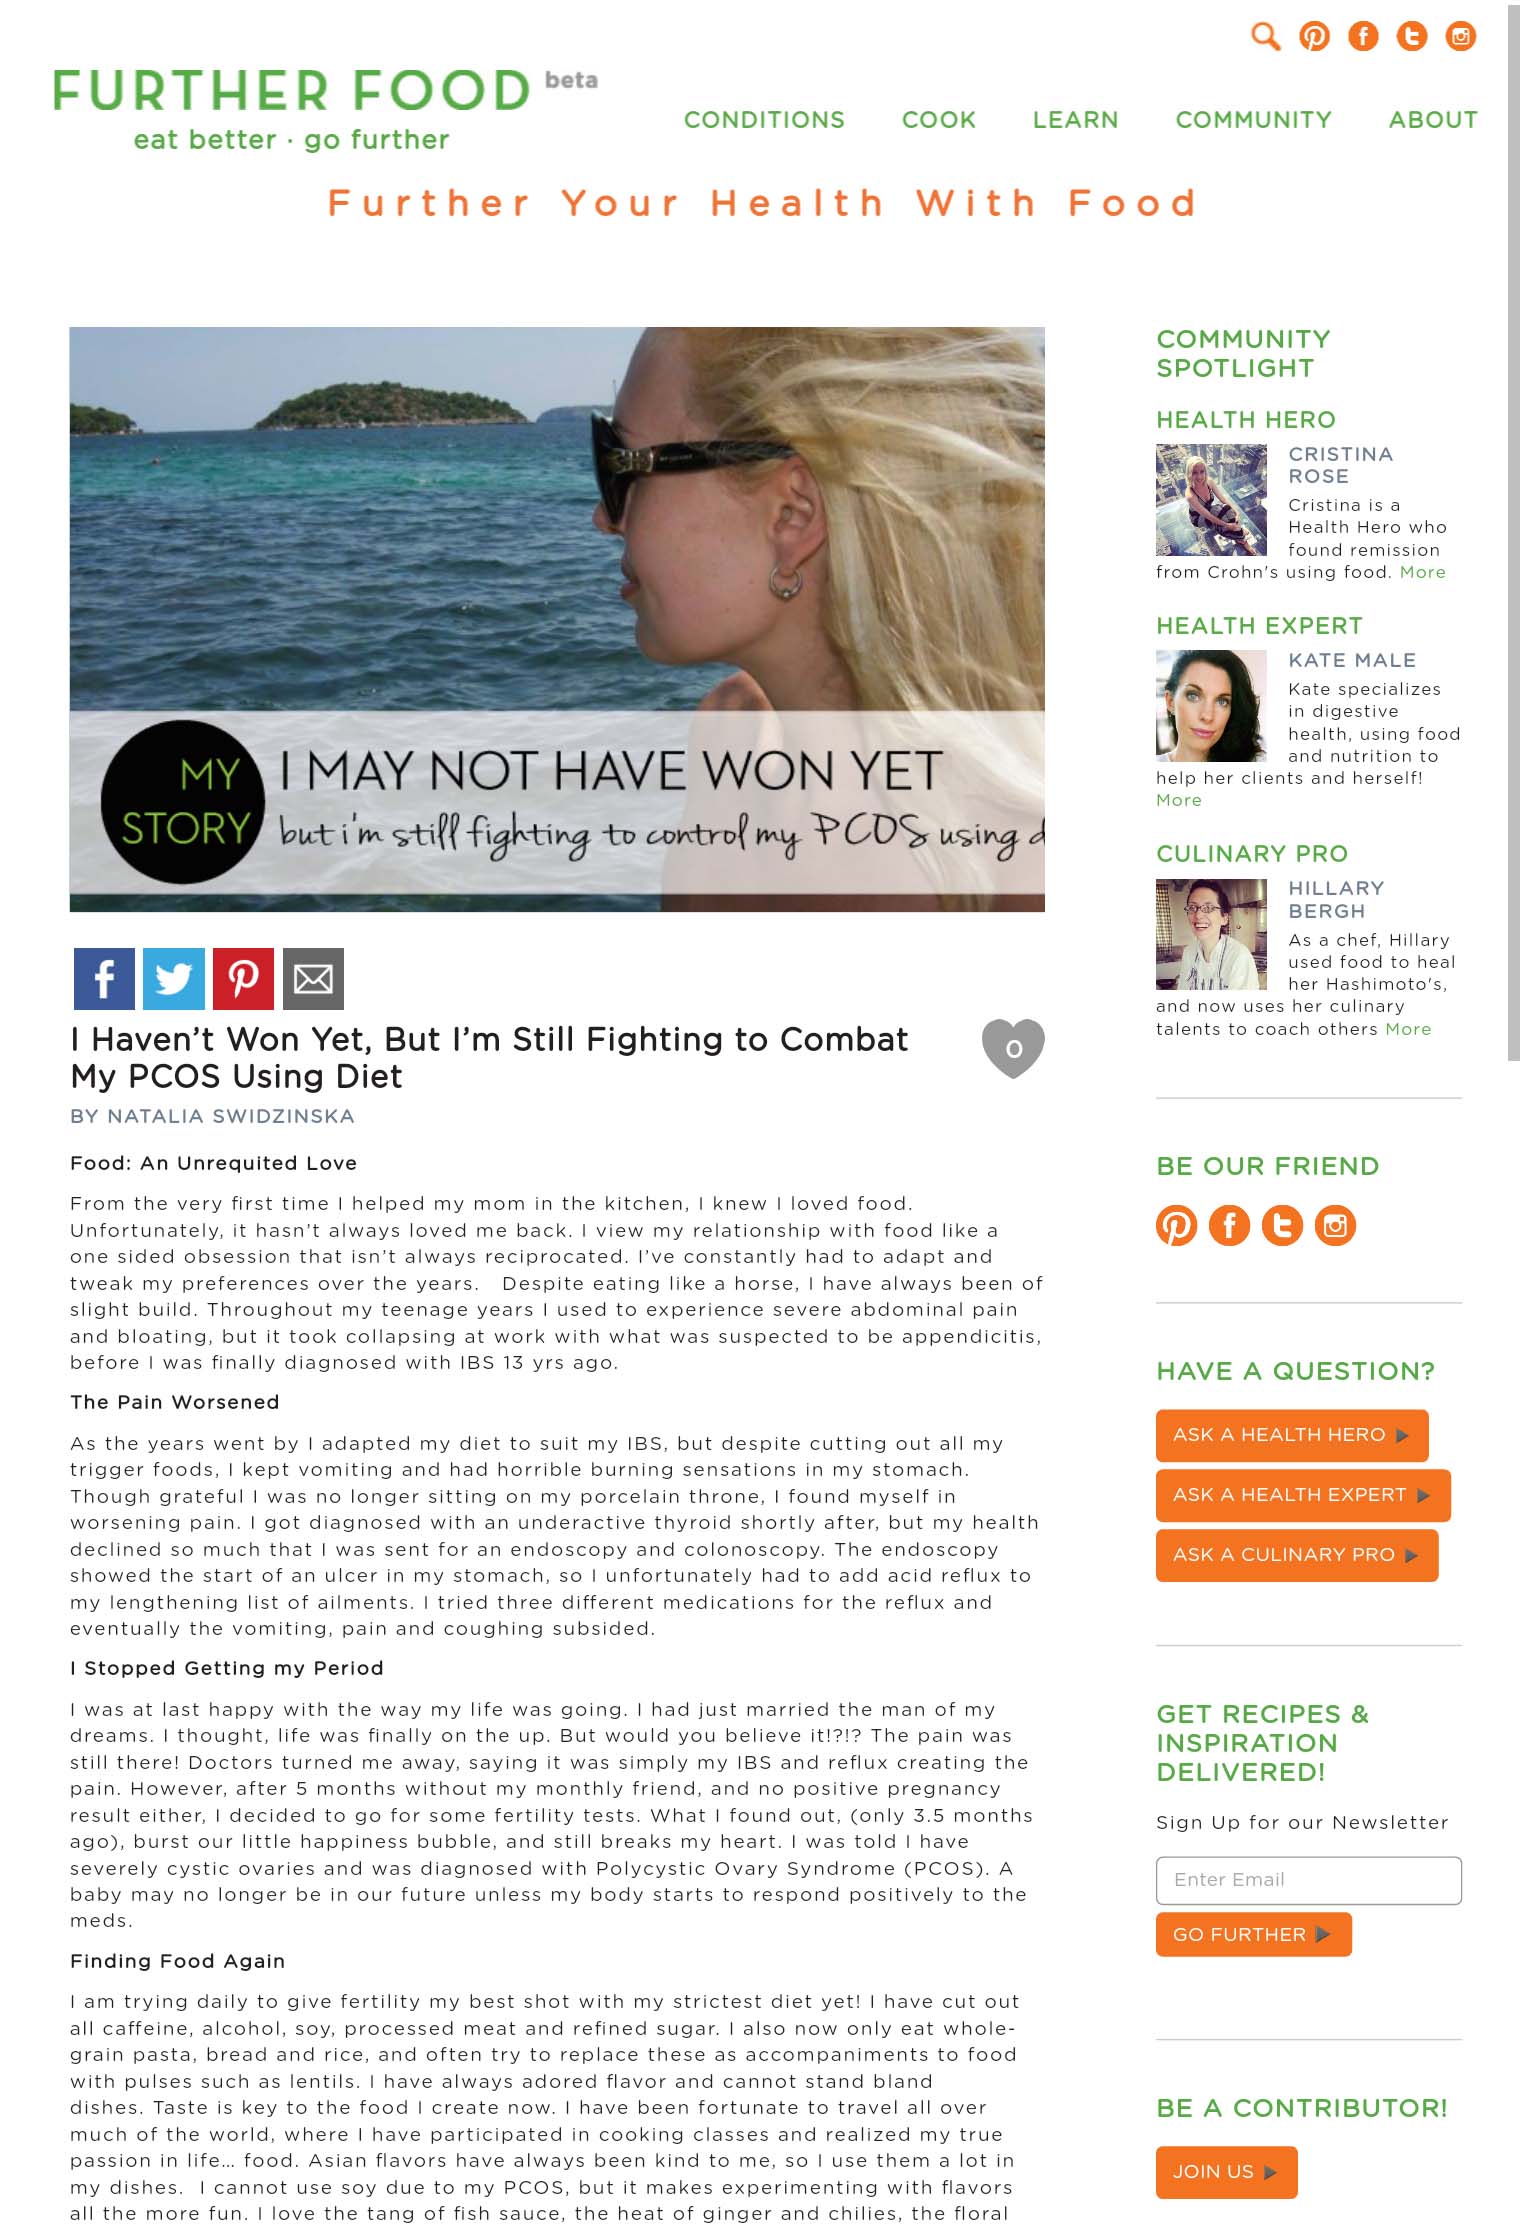 FURTHER FOOD beta
eat better · go further
CONDITIONS COOK LEARN COMMUNITY ABOUT
Further Your Health With Food
MY STORY
I MAY NOT HAVE WON YET
but i'm still fighting to control my PCOS using d
0
I Haven’t Won Yet, But I’m Still Fighting to Combat
My PCOS Using Diet
BY NATALIA SWIDZINSKA
Food: An Unrequited Love
From the very first time I helped my mom in the kitchen, I knew I loved food.
Unfortunately, it hasn’t always loved me back. I view my relationship with food like a
one sided obsession that isn’t always reciprocated. I’ve constantly had to adapt and
tweak my preferences over the years.   Despite eating like a horse, I have always been of
slight build. Throughout my teenage years I used to experience severe abdominal pain
and bloating, but it took collapsing at work with what was suspected to be appendicitis,
before I was finally diagnosed with IBS 13 yrs ago.
The Pain Worsened
As the years went by I adapted my diet to suit my IBS, but despite cutting out all my
trigger foods, I kept vomiting and had horrible burning sensations in my stomach.
Though grateful I was no longer sitting on my porcelain throne, I found myself in
worsening pain. I got diagnosed with an underactive thyroid shortly after, but my health
declined so much that I was sent for an endoscopy and colonoscopy. The endoscopy
showed the start of an ulcer in my stomach, so I unfortunately had to add acid reflux to
my lengthening list of ailments. I tried three different medications for the reflux and
eventually the vomiting, pain and coughing subsided.
I Stopped Getting my Period
I was at last happy with the way my life was going. I had just married the man of my
dreams. I thought, life was finally on the up. But would you believe it!?!? The pain was
still there! Doctors turned me away, saying it was simply my IBS and reflux creating the
pain. However, after 5 months without my monthly friend, and no positive pregnancy
result either, I decided to go for some fertility tests. What I found out, (only 3.5 months
ago), burst our little happiness bubble, and still breaks my heart. I was told I have
severely cystic ovaries and was diagnosed with Polycystic Ovary Syndrome (PCOS). A
baby may no longer be in our future unless my body starts to respond positively to the
meds.
Finding Food Again
I am trying daily to give fertility my best shot with my strictest diet yet! I have cut out
all caffeine, alcohol, soy, processed meat and refined sugar. I also now only eat whole-
grain pasta, bread and rice, and often try to replace these as accompaniments to food
with pulses such as lentils. I have always adored flavor and cannot stand bland
dishes. Taste is key to the food I create now. I have been fortunate to travel all over
much of the world, where I have participated in cooking classes and realized my true
passion in life… food. Asian flavors have always been kind to me, so I use them a lot in
my dishes.  I cannot use soy due to my PCOS, but it makes experimenting with flavors
all the more fun. I love the tang of fish sauce, the heat of ginger and chilies, the floral
COMMUNITY
SPOTLIGHT
HEALTH HERO
CRISTINA
ROSE
Cristina is a
Health Hero who
found remission
from Crohn's using food. More
HEALTH EXPERT
KATE MALE
Kate specializes
in digestive
health, using food
and nutrition to
help her clients and herself!
More
CULINARY PRO
HILLARY
BERGH
As a chef, Hillary
used food to heal
her Hashimoto's,
and now uses her culinary
talents to coach others More
BE OUR FRIEND
HAVE A QUESTION?
ASK A HEALTH HERO
ASK A HEALTH EXPERT
ASK A CULINARY PRO
GET RECIPES &
INSPIRATION
DELIVERED!
Sign Up for our Newsletter
Enter Email
GO FURTHER
BE A CONTRIBUTOR!
JOIN US